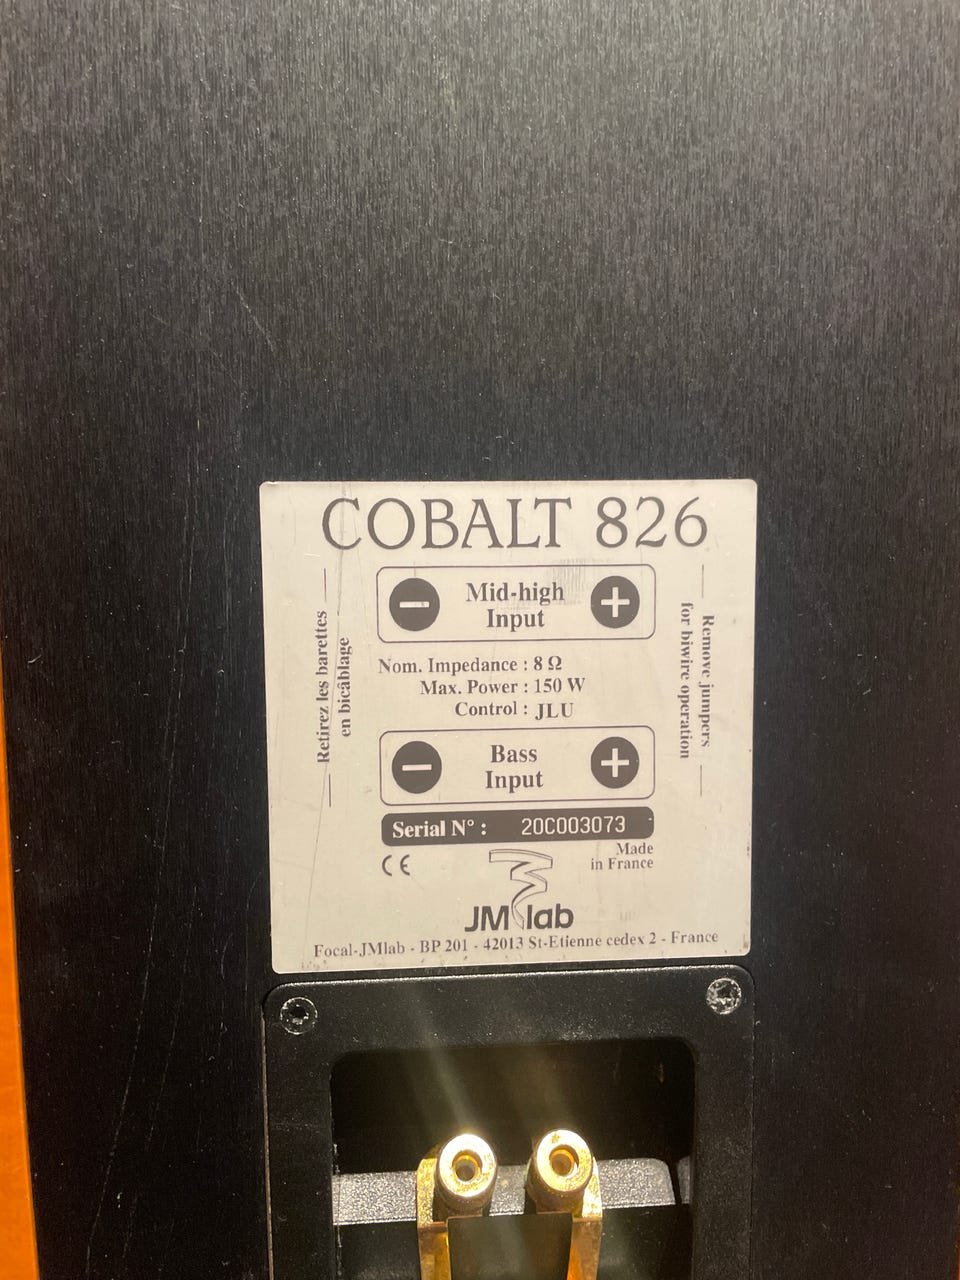 COBALT 826
Mid-high
Input
Retirez les barettes
en bicâblage
Remove jumpers
for biwire operation
Nom. Impedance : 8 Ω
Max. Power : 150 W
Control : JLU
Bass
Input
Serial N° : 20C003073
CE
Made
in France
JMlab
Focal-JMlab - BP 201 - 42013 St-Etienne cedex 2 - France